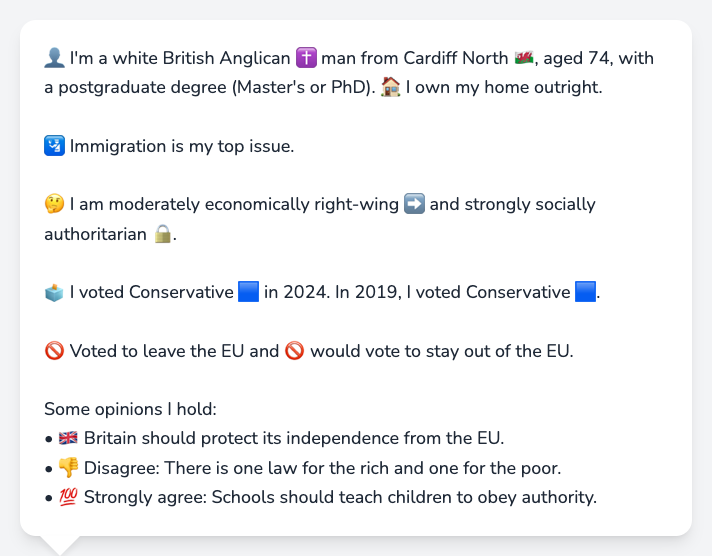 👤 I'm a white British Anglican ✝️ man from Cardiff North 🏴󠁧󠁢󠁷󠁬󠁳󠁿, aged 74, with
a postgraduate degree (Master's or PhD). 🏠 I own my home outright.
🛂 Immigration is my top issue.
🤔 I am moderately economically right-wing ➡️ and strongly socially
authoritarian 🔒.
🗳️ I voted Conservative 🟦 in 2024. In 2019, I voted Conservative 🟦.
🚫 Voted to leave the EU and 🚫 would vote to stay out of the EU.
Some opinions I hold:
• 🇬🇧 Britain should protect its independence from the EU.
• 👎 Disagree: There is one law for the rich and one for the poor.
• 💯 Strongly agree: Schools should teach children to obey authority.